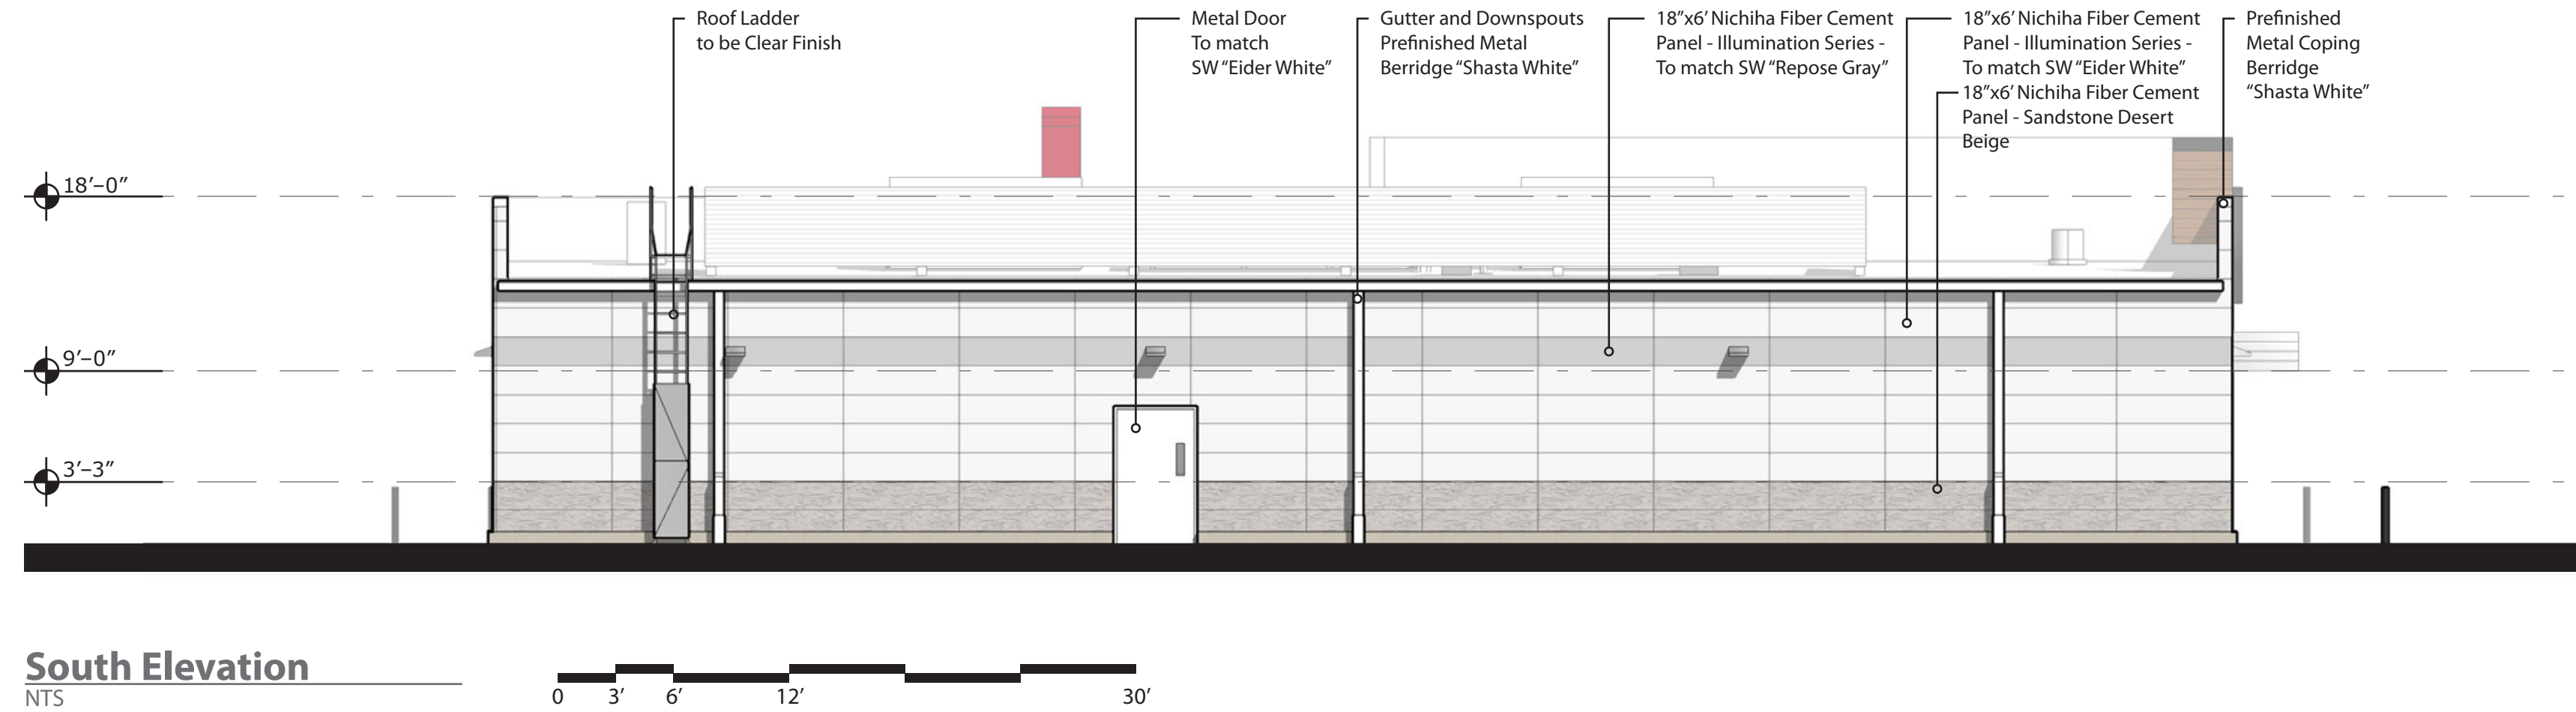 Roof Ladder
to be Clear Finish
Metal Door
To match
SW “Eider White”
Gutter and Downspouts
Prefinished Metal
Berridge “Shasta White”
18”x6’ Nichiha Fiber Cement
Panel - Illumination Series -
To match SW “Repose Gray”
18”x6’ Nichiha Fiber Cement
Panel - Illumination Series -
To match SW “Eider White”
18”x6’ Nichiha Fiber Cement
Panel - Sandstone Desert
Beige
Prefinished
Metal Coping
Berridge
“Shasta White”
18’–0”
9’–0”
3’–3”
South Elevation
NTS
0 3’ 6’ 12’ 30’